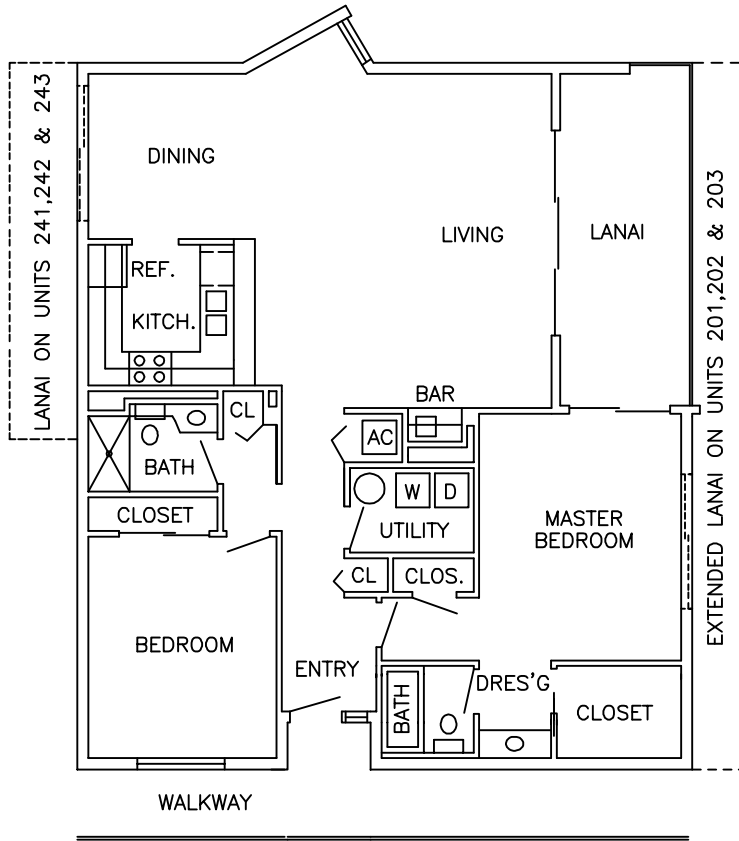 LANAI ON UNITS 241,242 & 243
DINING
LIVING
LANAI
REF.
KITCH.
EXTENDED LANAI ON UNITS 201,202 & 203
BAR
CL
AC
BATH
W
D
CLOSET
UTILITY
MASTER
BEDROOM
CL
CLOS.
BEDROOM
ENTRY
DRES'G
BATH
CLOSET
WALKWAY